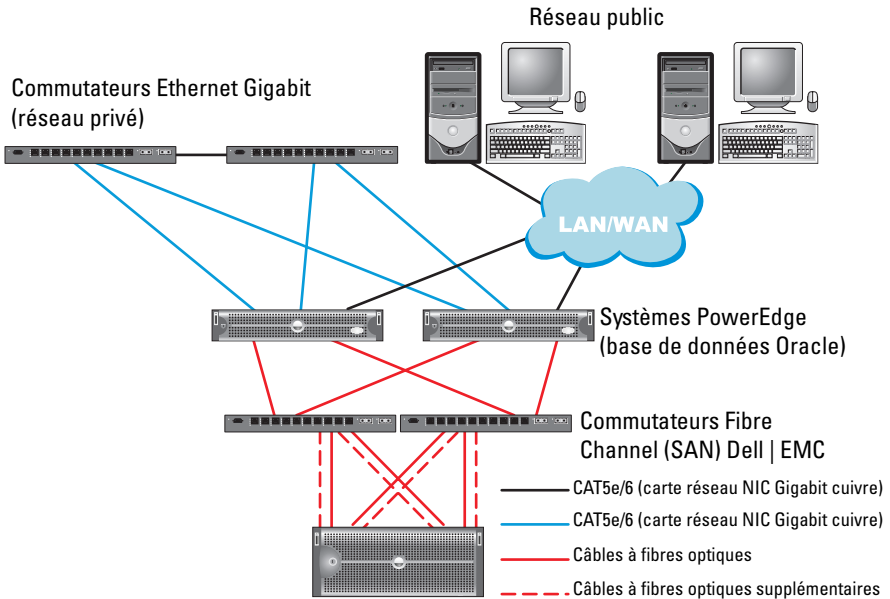 Réseau public
Commutateurs Ethernet Gigabit
(réseau privé)
LAN/WAN
Systèmes PowerEdge
(base de données Oracle)
Commutateurs Fibre
Channel (SAN) Dell | EMC
CAT5e/6 (carte réseau NIC Gigabit cuivre)
CAT5e/6 (carte réseau NIC Gigabit cuivre)
Câbles à fibres optiques
Câbles à fibres optiques supplémentaires